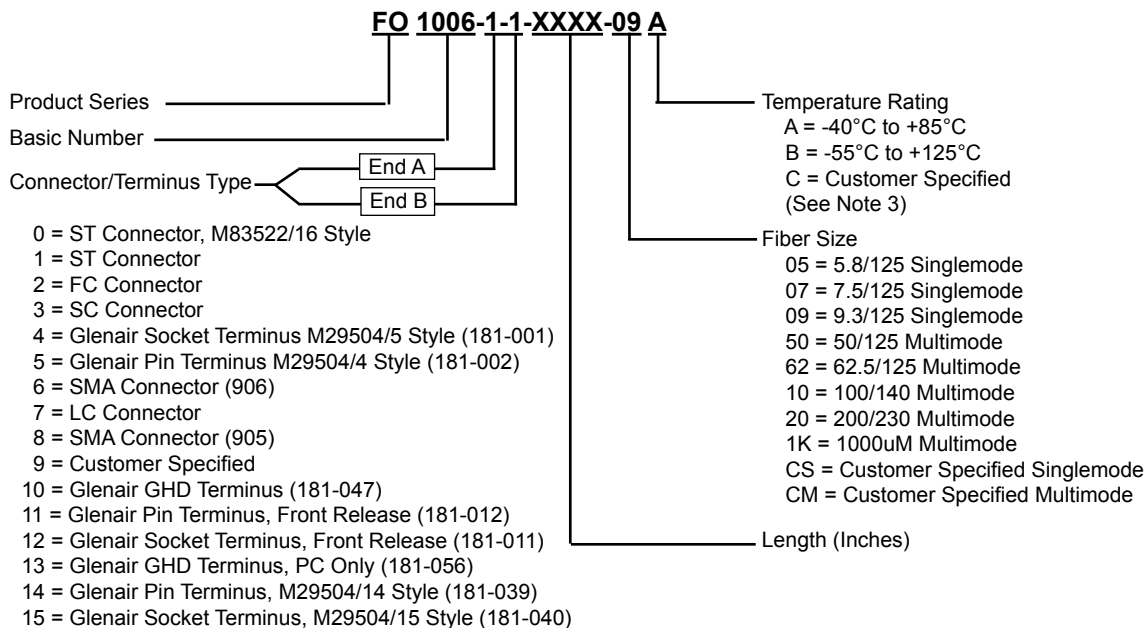 FO 1006-1-1-XXXX-09 A
Product Series
Basic Number
Connector/Terminus Type
End A
End B
0 = ST Connector, M83522/16 Style
1 = ST Connector
2 = FC Connector
3 = SC Connector
4 = Glenair Socket Terminus M29504/5 Style (181-001)
5 = Glenair Pin Terminus M29504/4 Style (181-002)
6 = SMA Connector (906)
7 = LC Connector
8 = SMA Connector (905)
9 = Customer Specified
10 = Glenair GHD Terminus (181-047)
11 = Glenair Pin Terminus, Front Release (181-012)
12 = Glenair Socket Terminus, Front Release (181-011)
13 = Glenair GHD Terminus, PC Only (181-056)
14 = Glenair Pin Terminus, M29504/14 Style (181-039)
15 = Glenair Socket Terminus, M29504/15 Style (181-040)
Temperature Rating
A = -40°C to +85°C
B = -55°C to +125°C
C = Customer Specified
(See Note 3)
Fiber Size
05 = 5.8/125 Singlemode
07 = 7.5/125 Singlemode
09 = 9.3/125 Singlemode
50 = 50/125 Multimode
62 = 62.5/125 Multimode
10 = 100/140 Multimode
20 = 200/230 Multimode
1K = 1000uM Multimode
CS = Customer Specified Singlemode
CM = Customer Specified Multimode
Length (Inches)